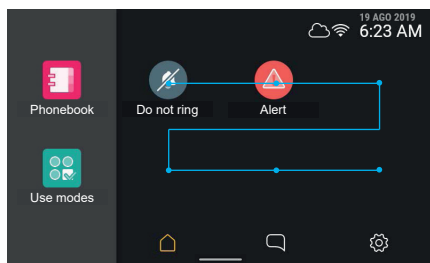 19 AGO 2019
6:23 AM
Phonebook
Do not ring
Alert
Use modes